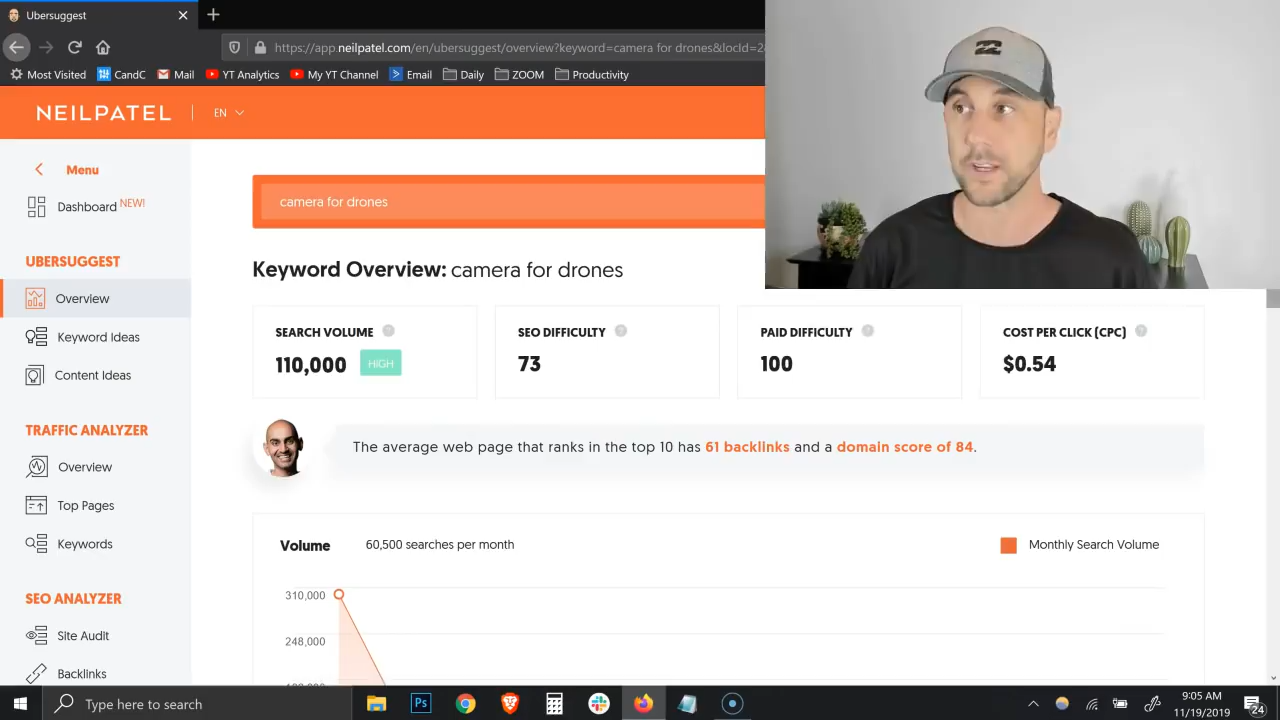 Ubersuggest
https://app.neilpatel.com/en/ubersuggest/overview?keyword=camera for drones&locId=2
Most Visited CandC Mail YT Analytics My YT Channel Email Daily ZOOM Productivity
NEILPATEL EN
Menu
Dashboard NEW!
UBERSUGGEST
Overview
Keyword Ideas
Content Ideas
TRAFFIC ANALYZER
Overview
Top Pages
Keywords
SEO ANALYZER
Site Audit
Backlinks
camera for drones
Keyword Overview: camera for drones
SEARCH VOLUME ?
110,000 HIGH
SEO DIFFICULTY ?
73
PAID DIFFICULTY ?
100
COST PER CLICK (CPC) ?
$0.54
The average web page that ranks in the top 10 has 61 backlinks and a domain score of 84.
Volume 60,500 searches per month
Monthly Search Volume
310,000
248,000
Type here to search
Ps
9:05 AM
11/19/2019
24